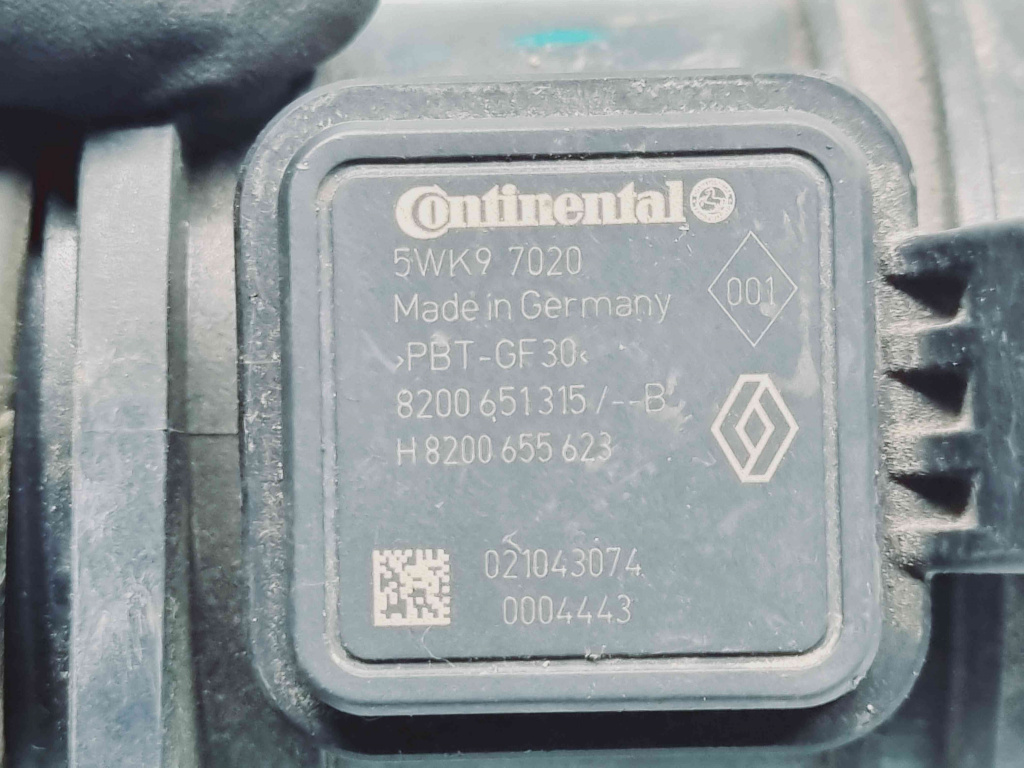 Continental
5WK9 7020
001
Made in Germany
>PBT-GF30<
8200 651 315 / --B
H 8200 655 623
021043074
0004443